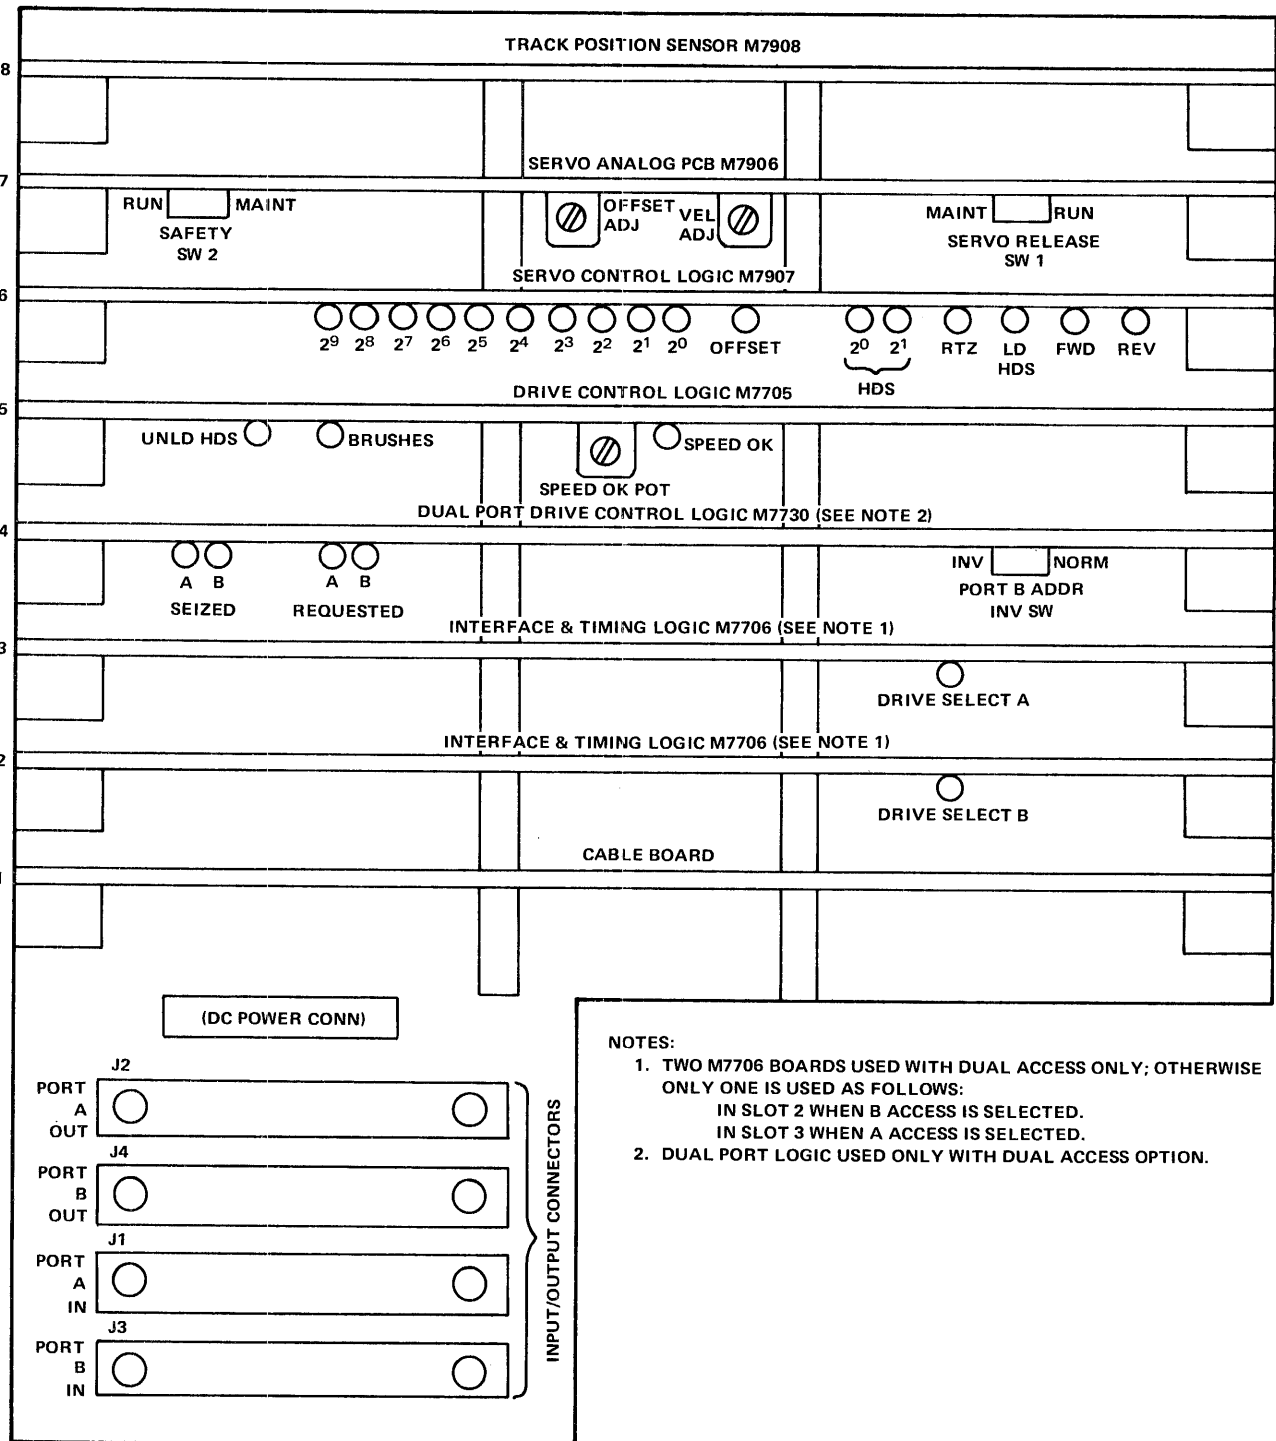 TRACK POSITION SENSOR M7908
8
SERVO ANALOG PCB M7906
7
RUN MAINT
SAFETY
SW 2
OFFSET
ADJ
VEL
ADJ
MAINT RUN
SERVO RELEASE
SW 1
SERVO CONTROL LOGIC M7907
6
2⁹ 2⁸ 2⁷ 2⁶ 2⁵ 2⁴ 2³ 2² 2¹ 2⁰ OFFSET 2⁰ 2¹ RTZ LD FWD REV
HDS
HDS
DRIVE CONTROL LOGIC M7705
5
UNLD HDS BRUSHES SPEED OK
SPEED OK POT
DUAL PORT DRIVE CONTROL LOGIC M7730 (SEE NOTE 2)
4
A B A B
SEIZED REQUESTED
INV NORM
PORT B ADDR
INV SW
INTERFACE & TIMING LOGIC M7706 (SEE NOTE 1)
3
DRIVE SELECT A
INTERFACE & TIMING LOGIC M7706 (SEE NOTE 1)
2
DRIVE SELECT B
CABLE BOARD
1
(DC POWER CONN)
J2
PORT
A
OUT
J4
PORT
B
OUT
J1
PORT
A
IN
J3
PORT
B
IN
INPUT/OUTPUT CONNECTORS
NOTES:
1. TWO M7706 BOARDS USED WITH DUAL ACCESS ONLY; OTHERWISE
ONLY ONE IS USED AS FOLLOWS:
IN SLOT 2 WHEN B ACCESS IS SELECTED.
IN SLOT 3 WHEN A ACCESS IS SELECTED.
2. DUAL PORT LOGIC USED ONLY WITH DUAL ACCESS OPTION.